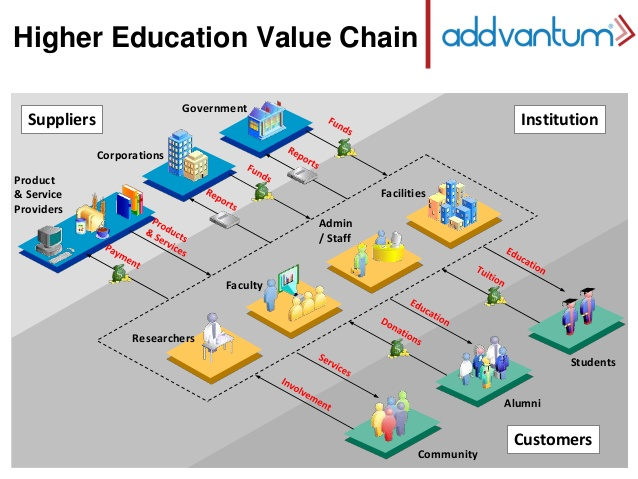 Higher Education Value Chain
addvantum®
Suppliers
Government
Institution
Funds
Corporations
Reports
Funds
Facilities
Product
& Service
Providers
Reports
Admin
/ Staff
Products
& Services
Education
Payment
Faculty
Tuition
Education
Researchers
Donations
Services
Students
Involvement
Alumni
Customers
Community